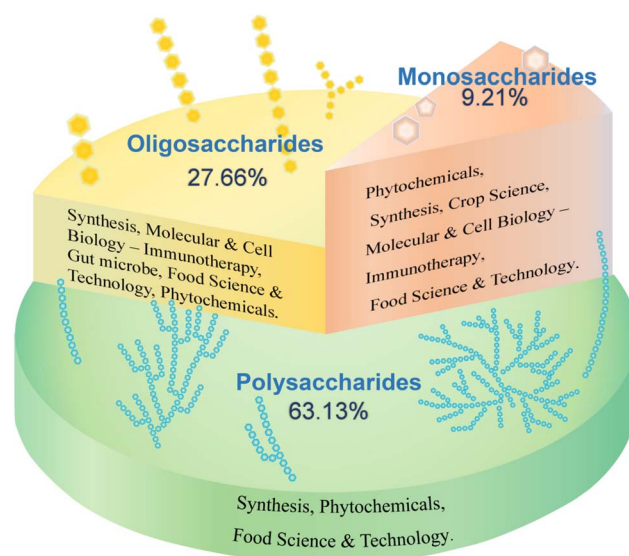 Monosaccharides
9.21%
Oligosaccharides
27.66%
Phytochemicals,
Synthesis, Crop Science,
Molecular & Cell Biology –
Immunotherapy,
Food Science & Technology.
Synthesis, Molecular & Cell
Biology – Immunotherapy,
Gut microbe, Food Science &
Technology, Phytochemicals.
Polysaccharides
63.13%
Synthesis, Phytochemicals,
Food Science & Technology.